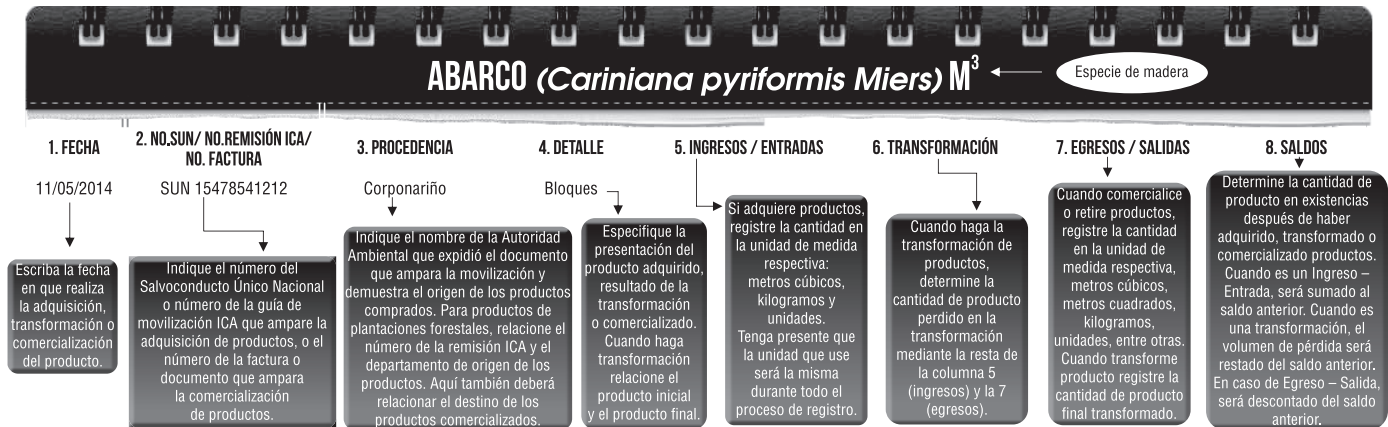 ABARCO (Cariniana pyriformis Miers) M³
Especie de madera
1. FECHA
11/05/2014
Escriba la fecha
en que realiza
la adquisición,
transformación o
comercialización
del producto.
2. NO.SUN/ NO.REMISIÓN ICA/
NO. FACTURA
SUN 15478541212
Indique el número del
Salvoconducto Único Nacional
o número de la guía de
movilización ICA que ampare la
adquisición de productos, o el
número de la factura o
documento que ampara
la comercialización
de productos.
3. PROCEDENCIA
Corponariño
Indique el nombre de la Autoridad
Ambiental que expidió el documento
que ampara la movilización y
demuestra el origen de los productos
comprados. Para productos de
plantaciones forestales, relacione el
número de la remisión ICA y el
departamento de origen de los
productos. Aquí también deberá
relacionar el destino de los
productos comercializados.
4. DETALLE
Bloques
Especifique la
presentación del
producto adquirido,
resultado de la
transformación
o comercializado.
Cuando haga
transformación
relacione el
producto inicial
y el producto final.
5. INGRESOS / ENTRADAS
Si adquiere productos,
registre la cantidad en
la unidad de medida
respectiva:
metros cúbicos,
kilogramos y
unidades.
Tenga presente que
la unidad que use
será la misma
durante todo el
proceso de registro.
6. TRANSFORMACIÓN
Cuando haga la
transformación de
productos,
determine la
cantidad de producto
perdido en la
transformación
mediante la resta de
la columna 5
(ingresos) y la 7
(egresos).
7. EGRESOS / SALIDAS
Cuando comercialice
o retire productos,
registre la cantidad
en la unidad de
medida respectiva,
metros cúbicos,
metros cuadrados,
kilogramos,
unidades, entre otras.
Cuando transforme
producto registre la
cantidad de producto
final transformado.
8. SALDOS
Determine la cantidad de
producto en existencias
después de haber
adquirido, transformado o
comercializado productos.
Cuando es un Ingreso –
Entrada, será sumado al
saldo anterior. Cuando es
una transformación, el
volumen de pérdida será
restado del saldo anterior.
En caso de Egreso – Salida,
será descontado del saldo
anterior.